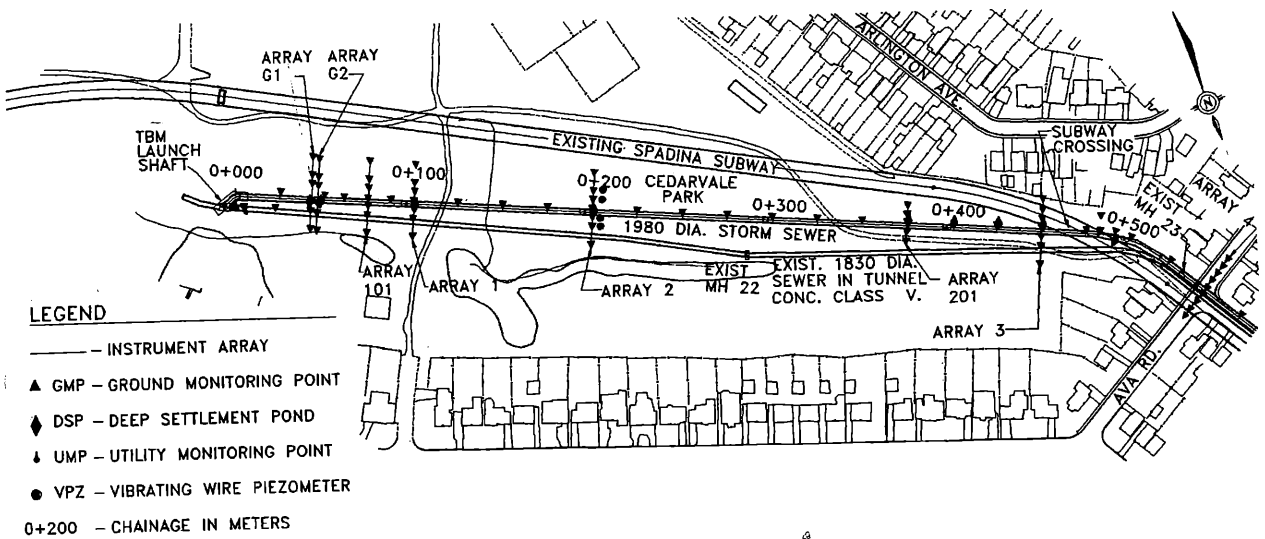 ARRAY G1
ARRAY G2
ARLINGTON AVE.
TBM LAUNCH SHAFT
0+000
0+100
EXISTING SPADINA SUBWAY
SUBWAY CROSSING
N
0+200
CEDARVALE PARK
0+300
0+400
0+500
EXIST MH 23
ARRAY 4
1980 DIA. STORM SEWER
ARRAY 101
ARRAY 1
ARRAY 2
EXIST MH 22
EXIST. 1830 DIA.
SEWER IN TUNNEL
CONC. CLASS V.
ARRAY 201
ARRAY 3
AVA RD.
LEGEND
— INSTRUMENT ARRAY
GMP – GROUND MONITORING POINT
DSP – DEEP SETTLEMENT POND
UMP – UTILITY MONITORING POINT
VPZ – VIBRATING WIRE PIEZOMETER
0+200 – CHAINAGE IN METERS